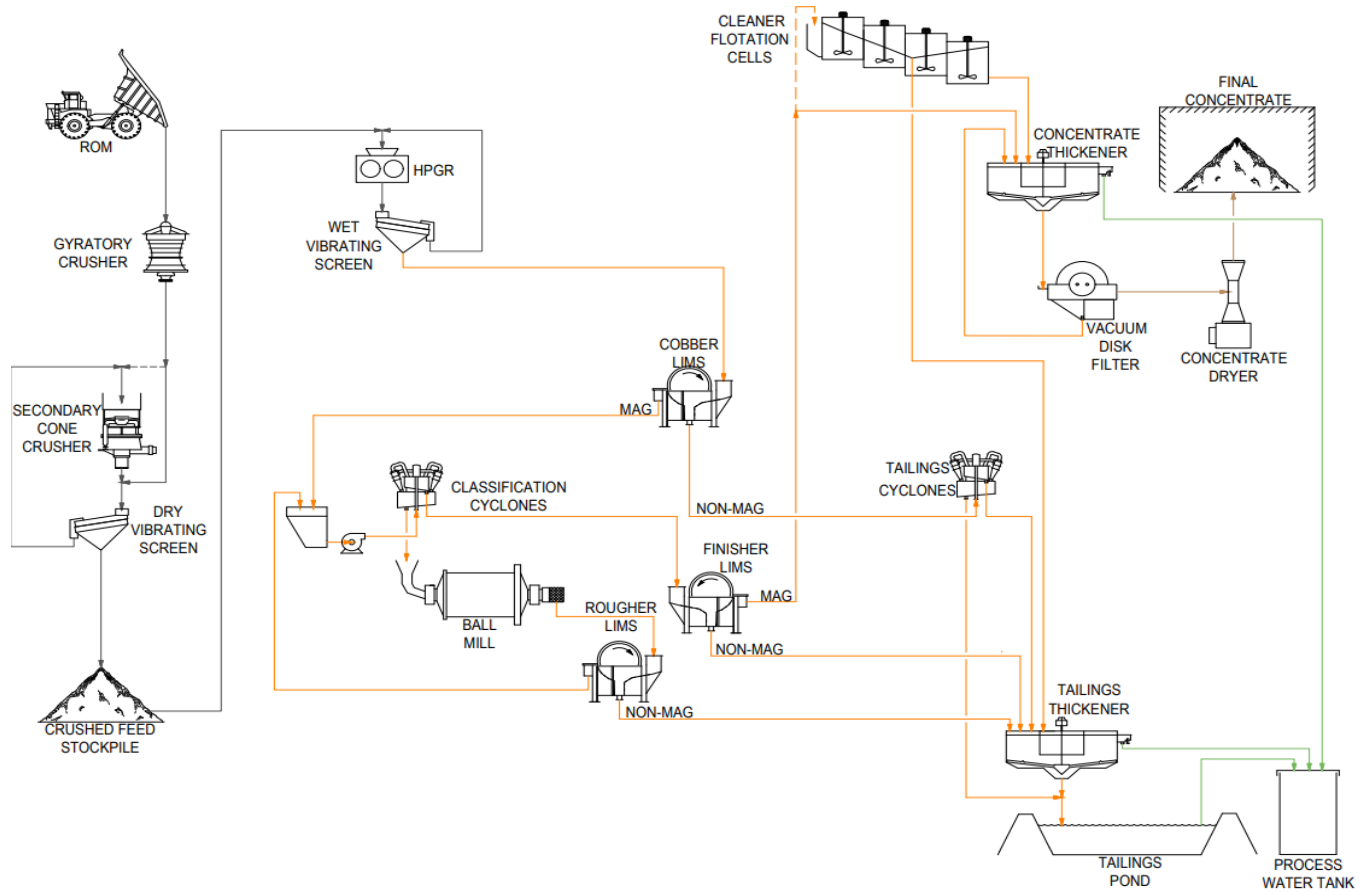 CLEANER
FLOTATION
CELLS
FINAL
CONCENTRATE
ROM
CONCENTRATE
THICKENER
HPGR
GYRATORY
CRUSHER
WET
VIBRATING
SCREEN
VACUUM
DISK
FILTER
CONCENTRATE
DRYER
COBBER
LIMS
MAG
SECONDARY
CONE
CRUSHER
TAILINGS
CYCLONES
CLASSIFICATION
CYCLONES
NON-MAG
DRY
VIBRATING
SCREEN
FINISHER
LIMS
MAG
ROUGHER
LIMS
BALL
MILL
NON-MAG
NON-MAG
TAILINGS
THICKENER
CRUSHED FEED
STOCKPILE
TAILINGS
POND
PROCESS
WATER TANK